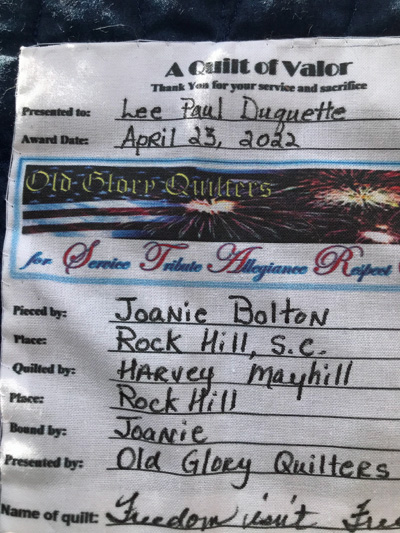 A Quilt of Valor
Thank You for your service and sacrifice
Presented to: Lee Paul Duquette
Award Date: April 23, 2022
Old Glory Quilters
for Service Tribute Allegiance Respect
Pieced by: Joanie Bolton
Place: Rock Hill, S.C.
Quilted by: Harvey Mayhill
Place: Rock Hill
Bound by: Joanie
Presented by: Old Glory Quilters
Name of quilt: Freedom isn't Free